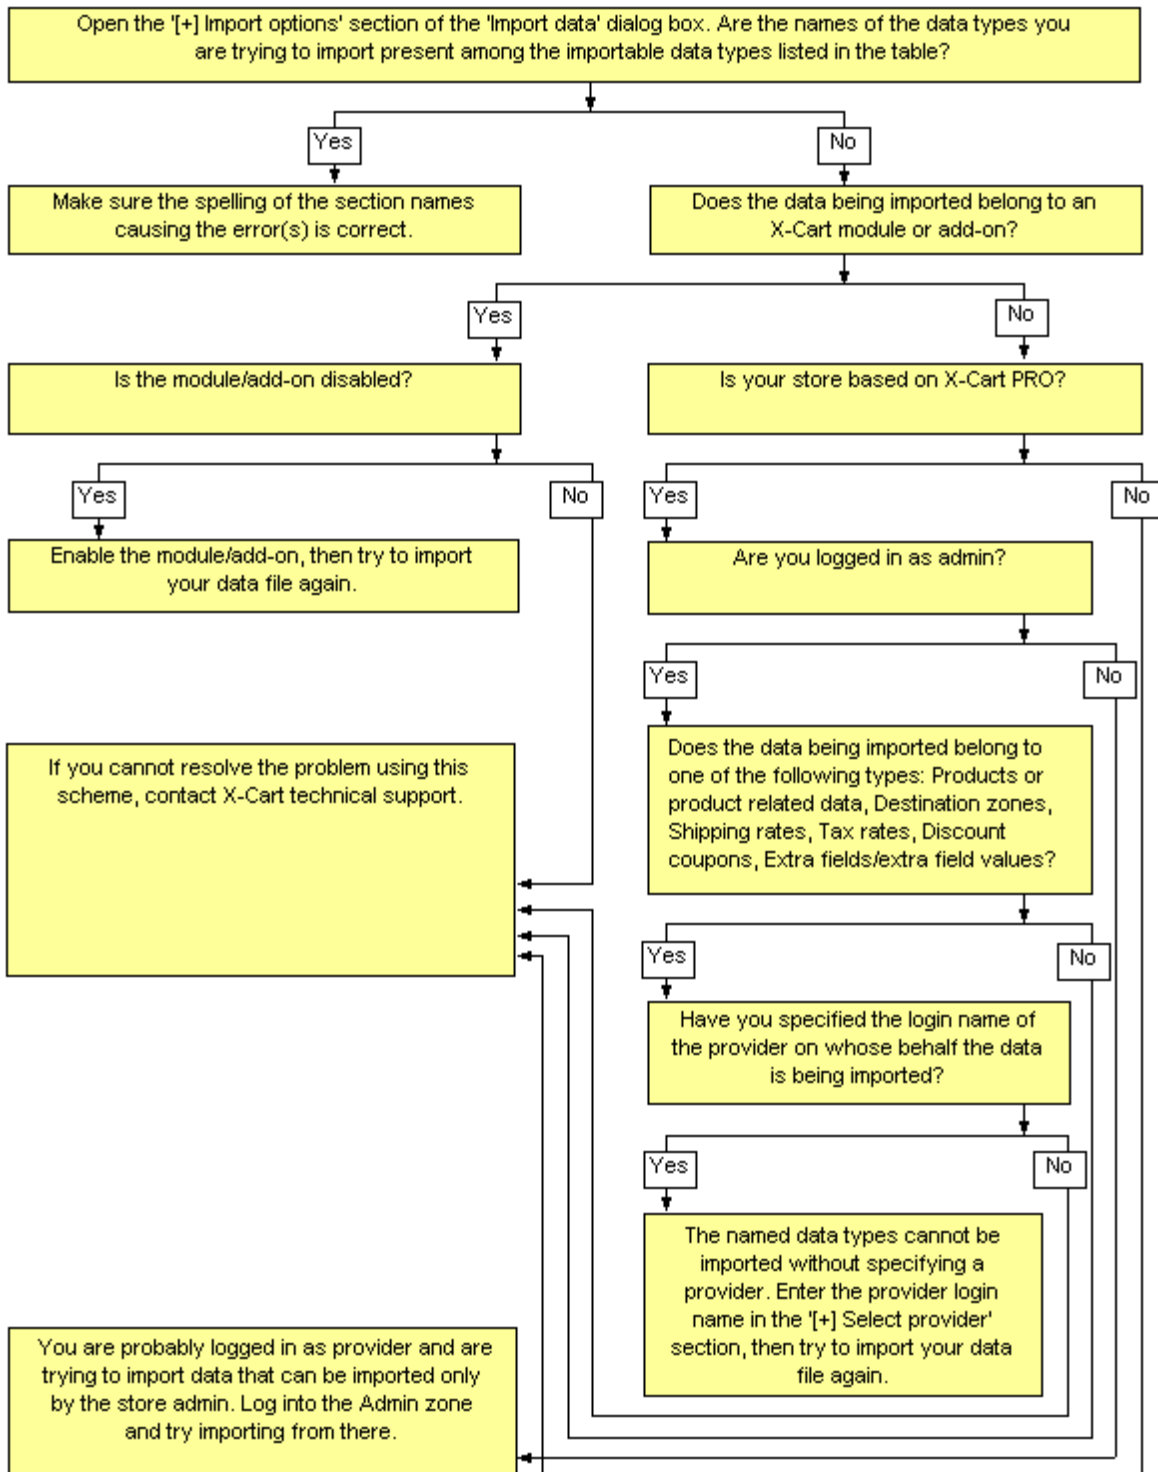 Open the '[+] Import options' section of the 'Import data' dialog box. Are the names of the data types you
are trying to import present among the importable data types listed in the table?
Yes
No
Make sure the spelling of the section names
causing the error(s) is correct.
Does the data being imported belong to an
X-Cart module or add-on?
Yes
No
Is the module/add-on disabled?
Is your store based on X-Cart PRO?
Yes
No
Yes
No
Enable the module/add-on, then try to import
your data file again.
Are you logged in as admin?
Yes
No
If you cannot resolve the problem using this
scheme, contact X-Cart technical support.
Does the data being imported belong to
one of the following types: Products or
product related data, Destination zones,
Shipping rates, Tax rates, Discount
coupons, Extra fields/extra field values?
Yes
No
Have you specified the login name of
the provider on whose behalf the data
is being imported?
Yes
No
The named data types cannot be
imported without specifying a
provider. Enter the provider login
name in the '[+] Select provider'
section, then try to import your data
file again.
You are probably logged in as provider and are
trying to import data that can be imported only
by the store admin. Log into the Admin zone
and try importing from there.